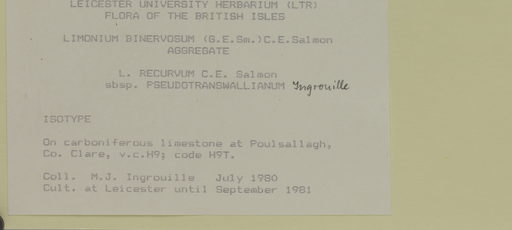 LEICESTER UNIVERSITY HERBARIUM (LTR)
FLORA OF THE BRITISH ISLES
LIMONIUM BINERVOSUM (G.E.Sm.)C.E.Salmon
AGGREGATE
L. RECURVUM C.E. Salmon
sbsp. PSEUDOTRANSWALLIANUM Ingrouille
ISOTYPE
On carboniferous limestone at Poulsallagh,
Co. Clare, v.c.H9; code H9T.
Coll. M.J. Ingrouille July 1980
Cult. at Leicester until September 1981